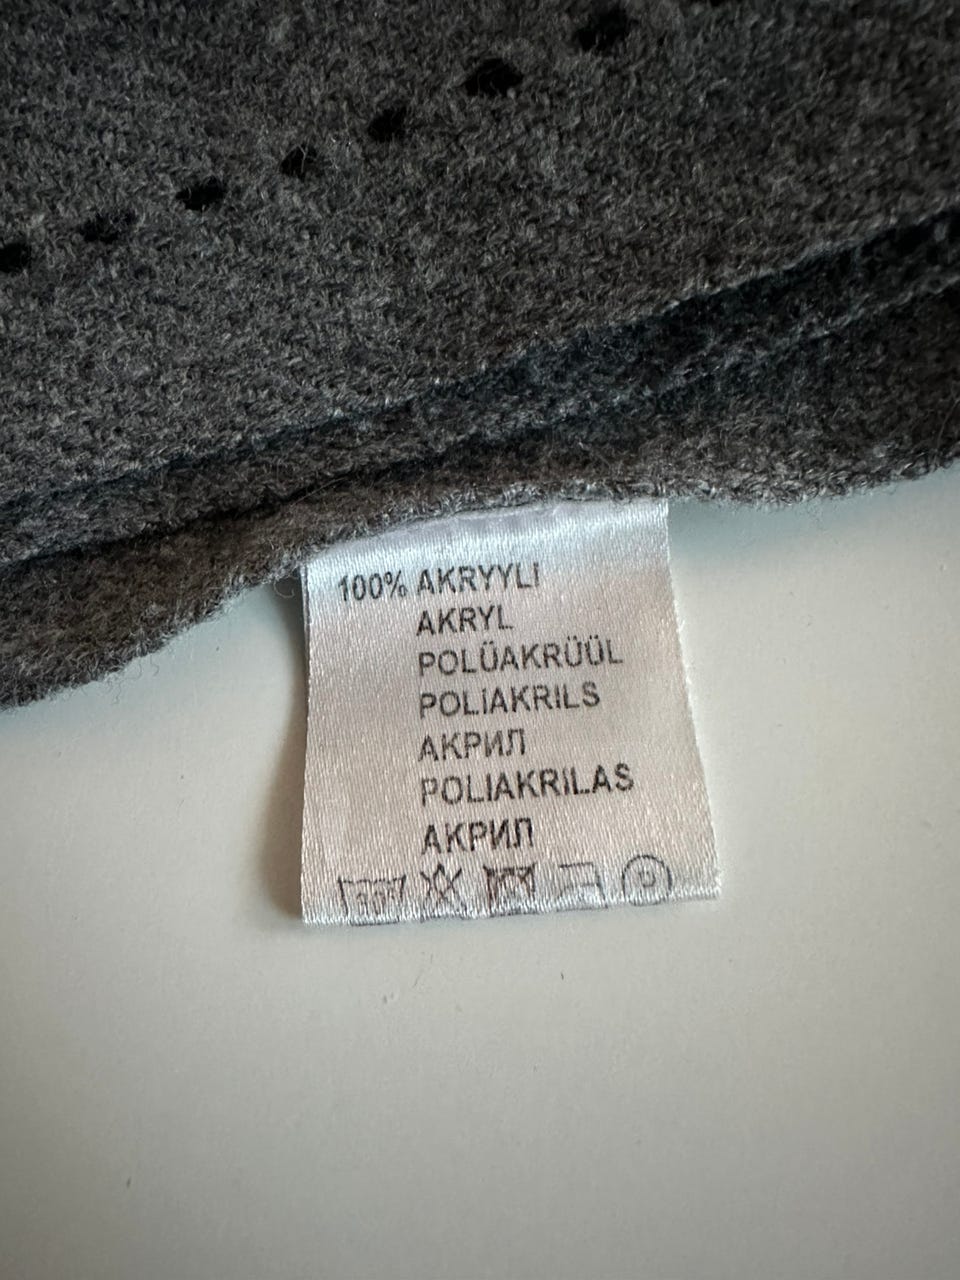 100% AKRYYLI
AKRYL
POLÜAKRÜÜL
POLIAKRILS
АКРИЛ
POLIAKRILAS
АКРИЛ
P